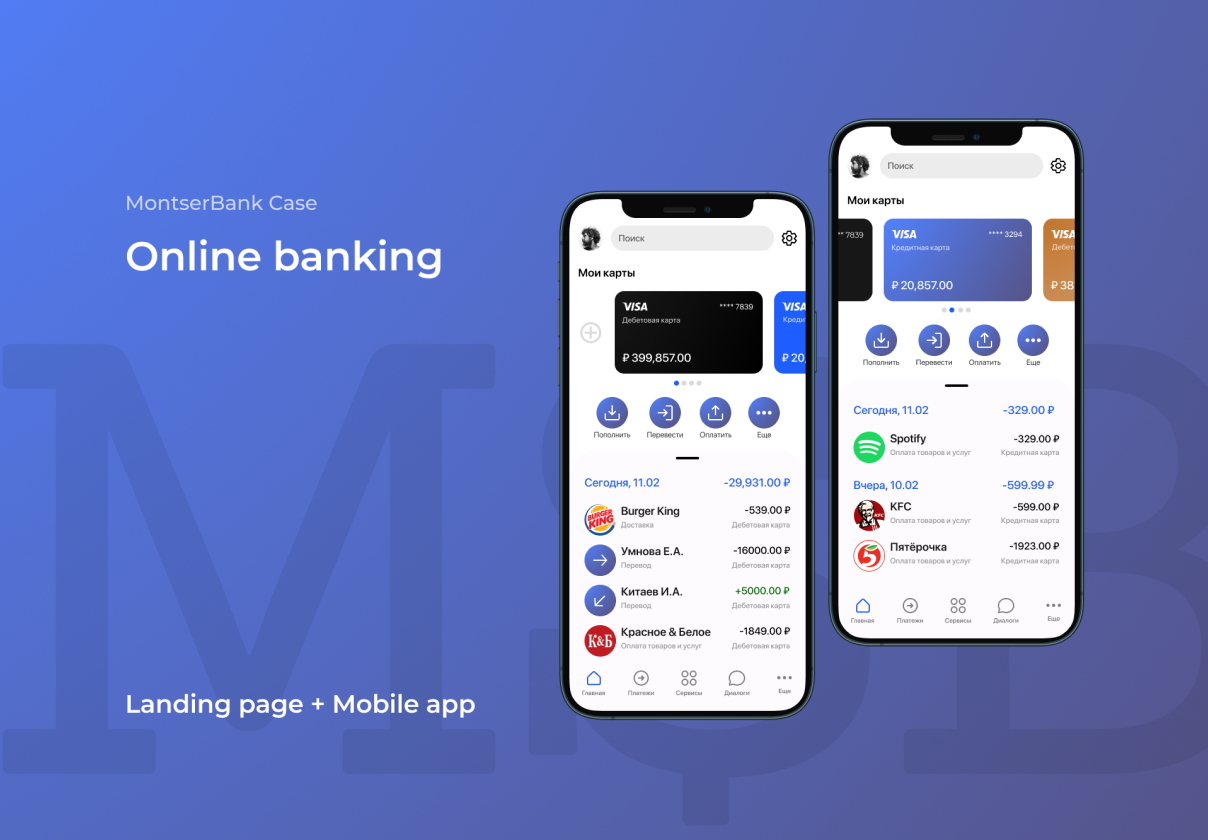 MontserBank Case
Online banking
Landing page + Mobile app
M$B
Поиск
Мои карты
VISA
**** 7839
Дебетовая карта
₽ 399,857.00
VISA
Креди
₽ 20,
Пополнить
Перевести
Оплатить
Еще
Сегодня, 11.02
-29,931.00 ₽
BURGER KING
Burger King
-539.00 ₽
Доставка
Дебетовая карта
Умнова Е.А.
-16000.00 ₽
Перевод
Дебетовая карта
Китаев И.А.
+5000.00 ₽
Перевод
Дебетовая карта
К&Б
Красное & Белое
-1849.00 ₽
Оплата товаров и услуг
Дебетовая карта
Главная
Платежи
Сервисы
Диалоги
Еще
Поиск
Мои карты
** 7839
VISA
**** 3294
Кредитная карта
₽ 20,857.00
VISA
Дебет
₽ 38
Пополнить
Перевести
Оплатить
Еще
Сегодня, 11.02
-329.00 ₽
Spotify
-329.00 ₽
Оплата товаров и услуг
Кредитная карта
Вчера, 10.02
-599.99 ₽
KFC
KFC
-599.00 ₽
Оплата товаров и услуг
Кредитная карта
5
Пятёрочка
-1923.00 ₽
Оплата товаров и услуг
Кредитная карта
Главная
Платежи
Сервисы
Диалоги
Еще